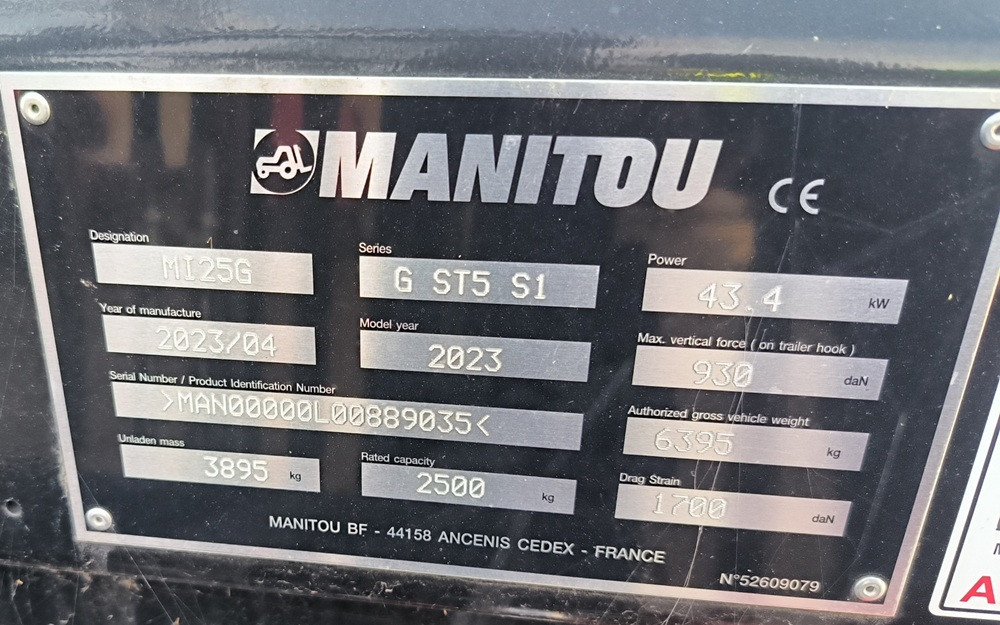 MANITOU CE
Designation
MI25G
Series
G ST5 S1
Power
43.4 kW
Year of manufacture
2023/04
Model year
2023
Max. vertical force ( on trailer hook )
930 daN
Serial Number / Product Identification Number
>MAN00000L00889035<
Authorized gross vehicle weight
6395 kg
Unladen mass
3895 kg
Rated capacity
2500 kg
Drag Strain
1700 daN
MANITOU BF - 44158 ANCENIS CEDEX - FRANCE
N°52609079
A